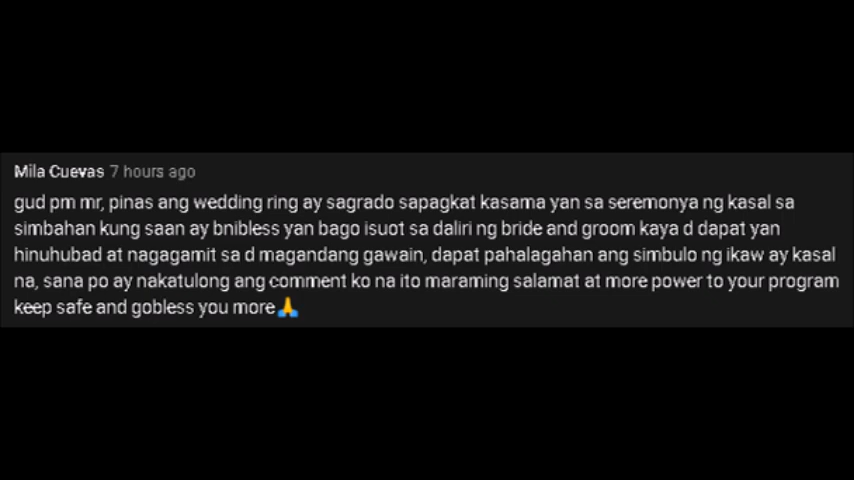 Mila Cuevas 7 hours ago
gud pm mr, pinas ang wedding ring ay sagrado sapagkat kasama yan sa seremonya ng kasal sa
simbahan kung saan ay bnibless yan bago isuot sa daliri ng bride and groom kaya d dapat yan
hinuhubad at nagagamit sa d magandang gawain, dapat pahalagahan ang simbulo ng ikaw ay kasal
na, sana po ay nakatulong ang comment ko na ito maraming salamat at more power to your program
keep safe and gobless you more🙏